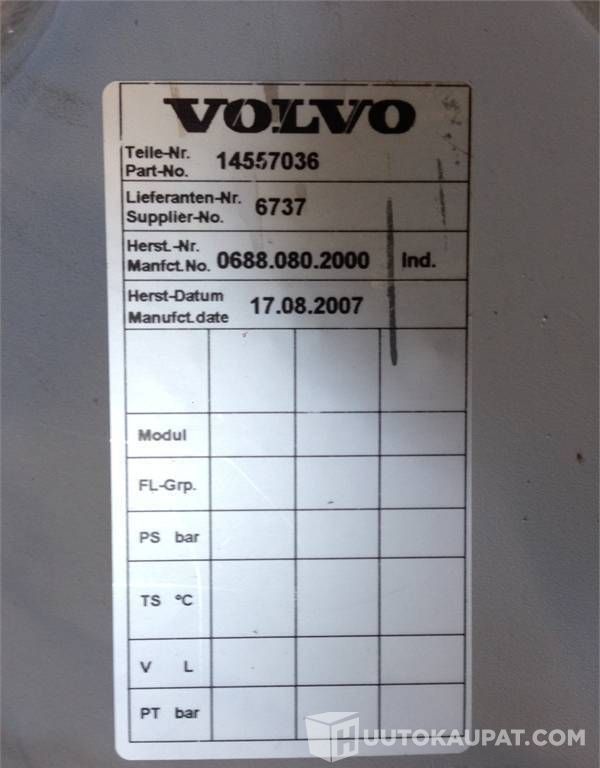 VOLVO
Teile-Nr.
Part-No. 14557036
Lieferanten-Nr.
Supplier-No. 6737
Herst.-Nr.
Manfct.No. 0688.080.2000 Ind.
Herst-Datum
Manufct.date 17.08.2007
Modul
FL-Grp.
PS bar
TS °C
V L
PT bar
HUUTOKAUPAT.COM